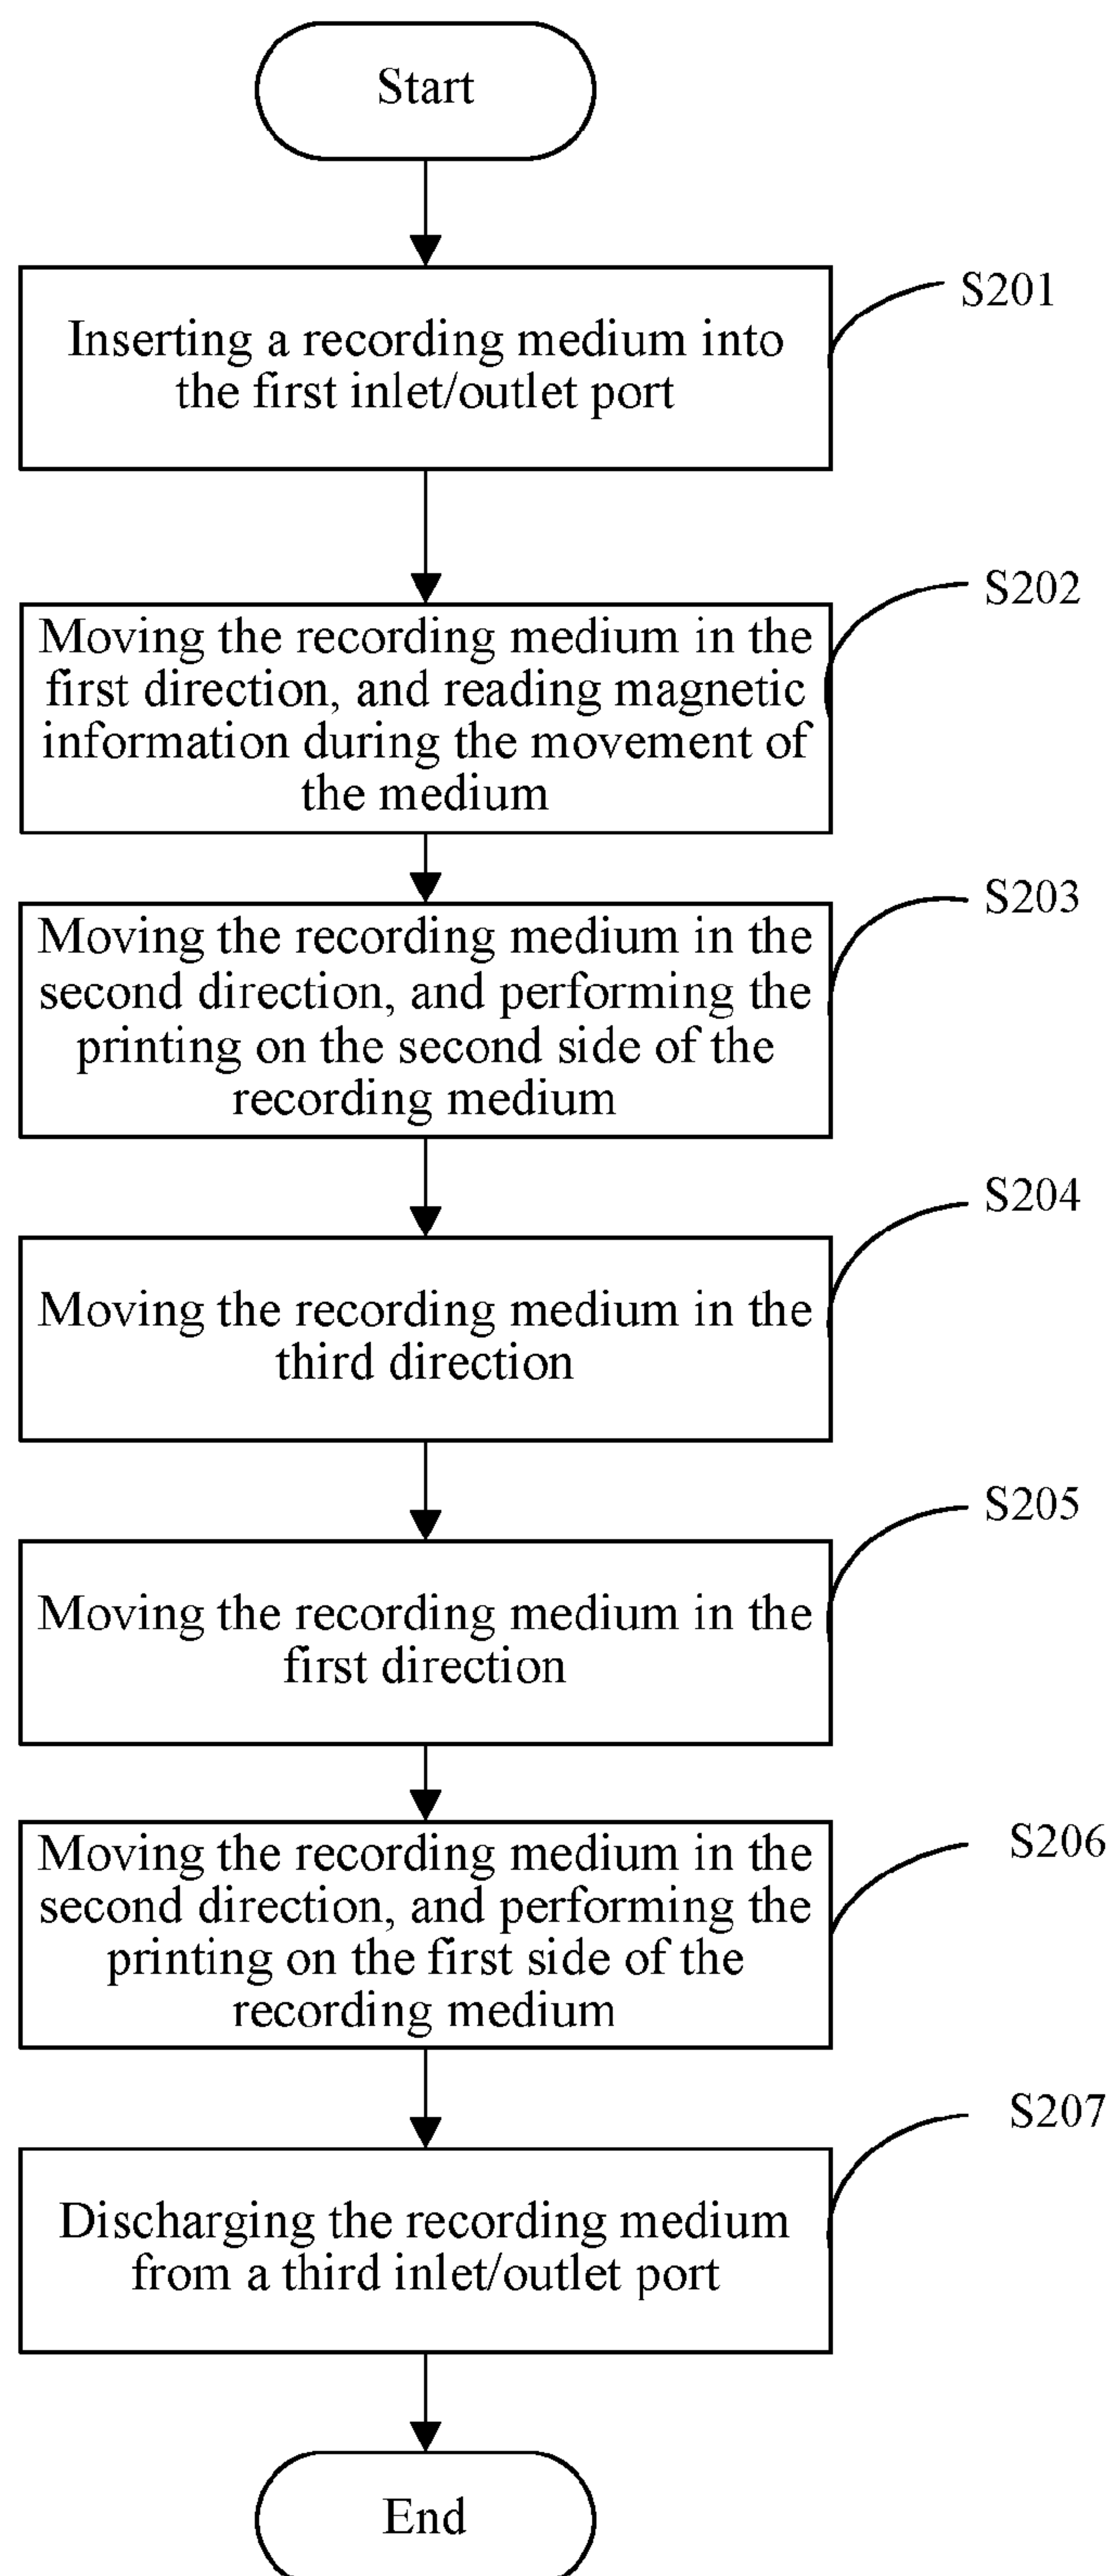 Start
S201
Inserting a recording medium into
the first inlet/outlet port
S202
Moving the recording medium in the
first direction, and reading magnetic
information during the movement of
the medium
S203
Moving the recording medium in the
second direction, and performing the
printing on the second side of the
recording medium
S204
Moving the recording medium in the
third direction
S205
Moving the recording medium in the
first direction
S206
Moving the recording medium in the
second direction, and performing the
printing on the first side of the
recording medium
S207
Discharging the recording medium
from a third inlet/outlet port
End